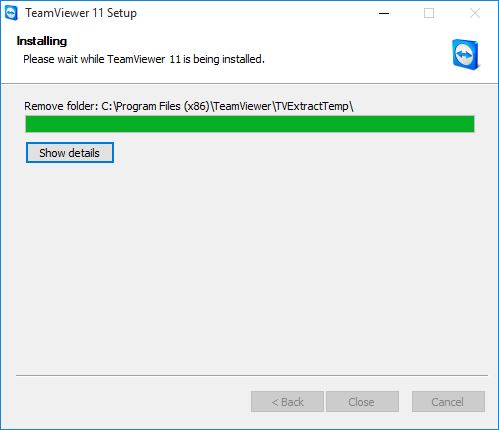 TeamViewer 11 Setup
Installing
Please wait while TeamViewer 11 is being installed.
Remove folder: C:\Program Files (x86)\TeamViewer\TVExtractTemp\
Show details
< Back
Close
Cancel